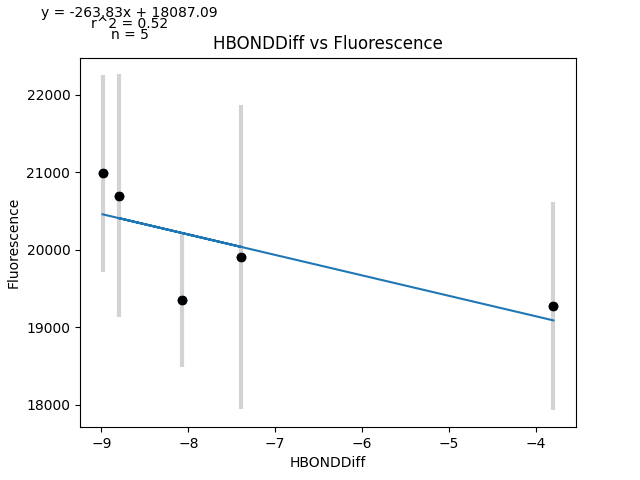 y = -263.83x + 18087.09
r^2 = 0.52
n = 5
HBONDDiff vs Fluorescence
22000
21000
20000
19000
18000
Fluorescence
−9
−8
−7
−6
−5
−4
HBONDDiff